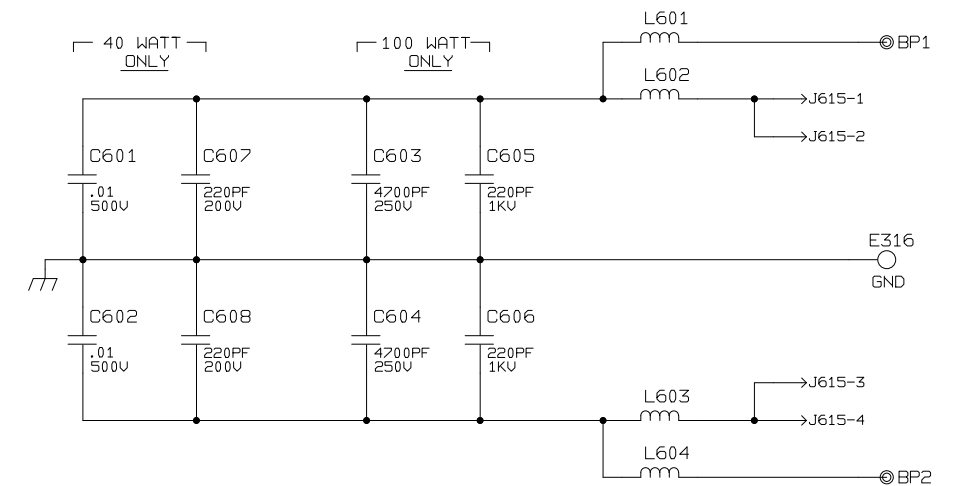 L601
40 WATT
ONLY
100 WATT
ONLY
BP1
L602
J615-1
J615-2
C601
.01
500V
C607
220PF
200V
C603
4700PF
250V
C605
220PF
1KV
E316
GND
C602
.01
500V
C608
220PF
200V
C604
4700PF
250V
C606
220PF
1KV
J615-3
L603
J615-4
L604
BP2